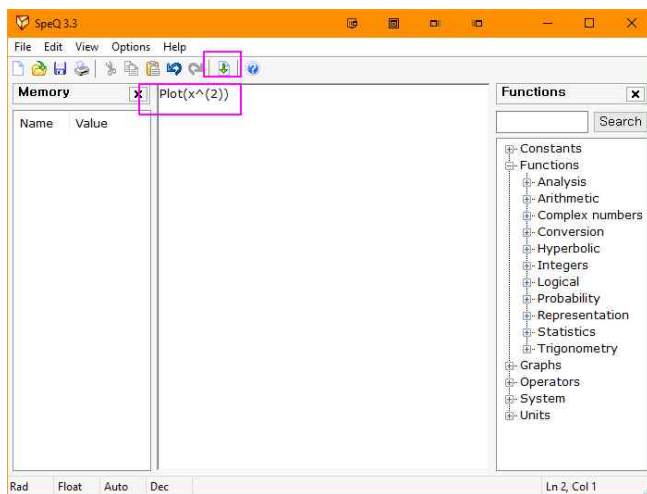 SpeQ 3.3
File Edit View Options Help
Memory
Name Value
Plot(x^(2))
Functions
Search
Constants
Functions
Analysis
Arithmetic
Complex numbers
Conversion
Hyperbolic
Integers
Logical
Probability
Representation
Statistics
Trigonometry
Graphs
Operators
System
Units
Rad Float Auto Dec Ln 2, Col 1